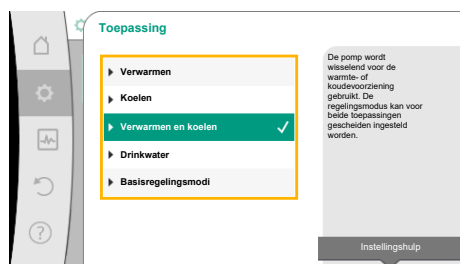 Toepassing
Verwarmen
Koelen
Verwarmen en koelen
Drinkwater
Basisregelingsmodi
De pomp wordt
wisselend voor de
warmte- of
koudevoorziening
gebruikt. De
regelingsmodus kan voor
beide toepassingen
gescheiden ingesteld
worden.
Instellingshulp